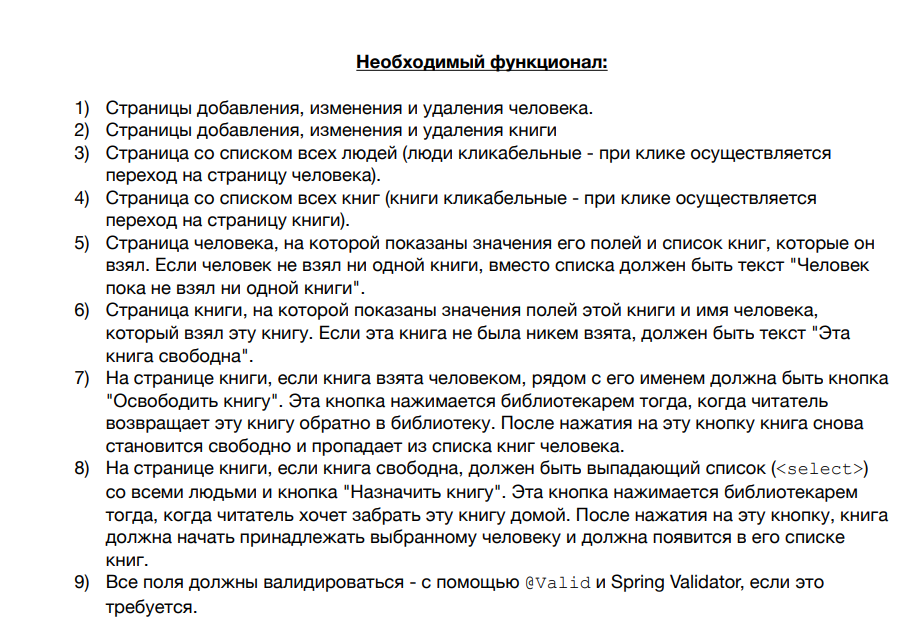 Необходимый функционал:
1) Страницы добавления, изменения и удаления человека.
2) Страницы добавления, изменения и удаления книги
3) Страница со списком всех людей (люди кликабельные - при клике осуществляется
переход на страницу человека).
4) Страница со списком всех книг (книги кликабельные - при клике осуществляется
переход на страницу книги).
5) Страница человека, на которой показаны значения его полей и список книг, которые он
взял. Если человек не взял ни одной книги, вместо списка должен быть текст "Человек
пока не взял ни одной книги".
6) Страница книги, на которой показаны значения полей этой книги и имя человека,
который взял эту книгу. Если эта книга не была никем взята, должен быть текст "Эта
книга свободна".
7) На странице книги, если книга взята человеком, рядом с его именем должна быть кнопка
"Освободить книгу". Эта кнопка нажимается библиотекарем тогда, когда читатель
возвращает эту книгу обратно в библиотеку. После нажатия на эту кнопку книга снова
становится свободно и пропадает из списка книг человека.
8) На странице книги, если книга свободна, должен быть выпадающий список (<select>)
со всеми людьми и кнопка "Назначить книгу". Эта кнопка нажимается библиотекарем
тогда, когда читатель хочет забрать эту книгу домой. После нажатия на эту кнопку, книга
должна начать принадлежать выбранному человеку и должна появится в его списке
книг.
9) Все поля должны валидироваться - с помощью @Valid и Spring Validator, если это
требуется.